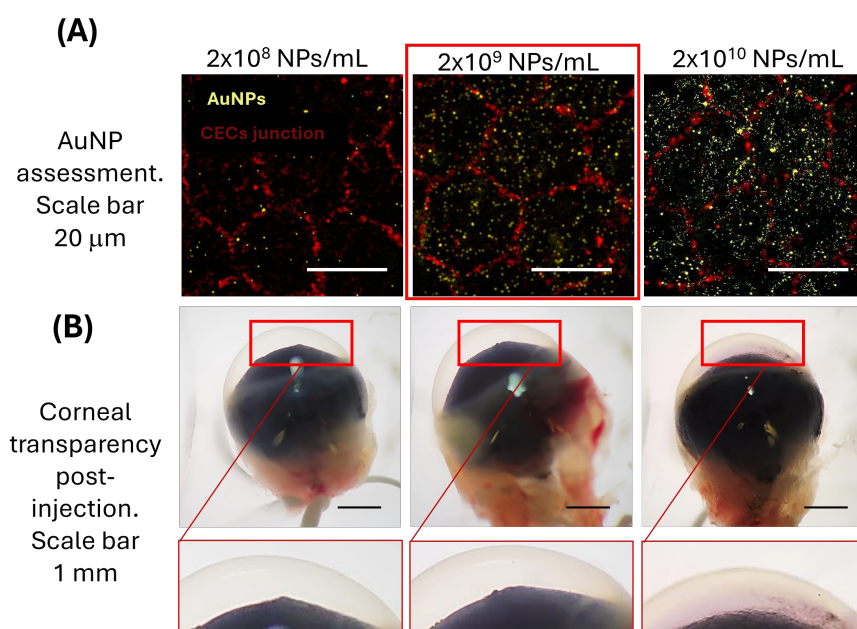 (A)
2x10⁸ NPs/mL
2x10⁹ NPs/mL
2x10¹⁰ NPs/mL
AuNPs
CECs junction
AuNP
assessment.
Scale bar
20 μm
(B)
Corneal
transparency
post-
injection.
Scale bar
1 mm